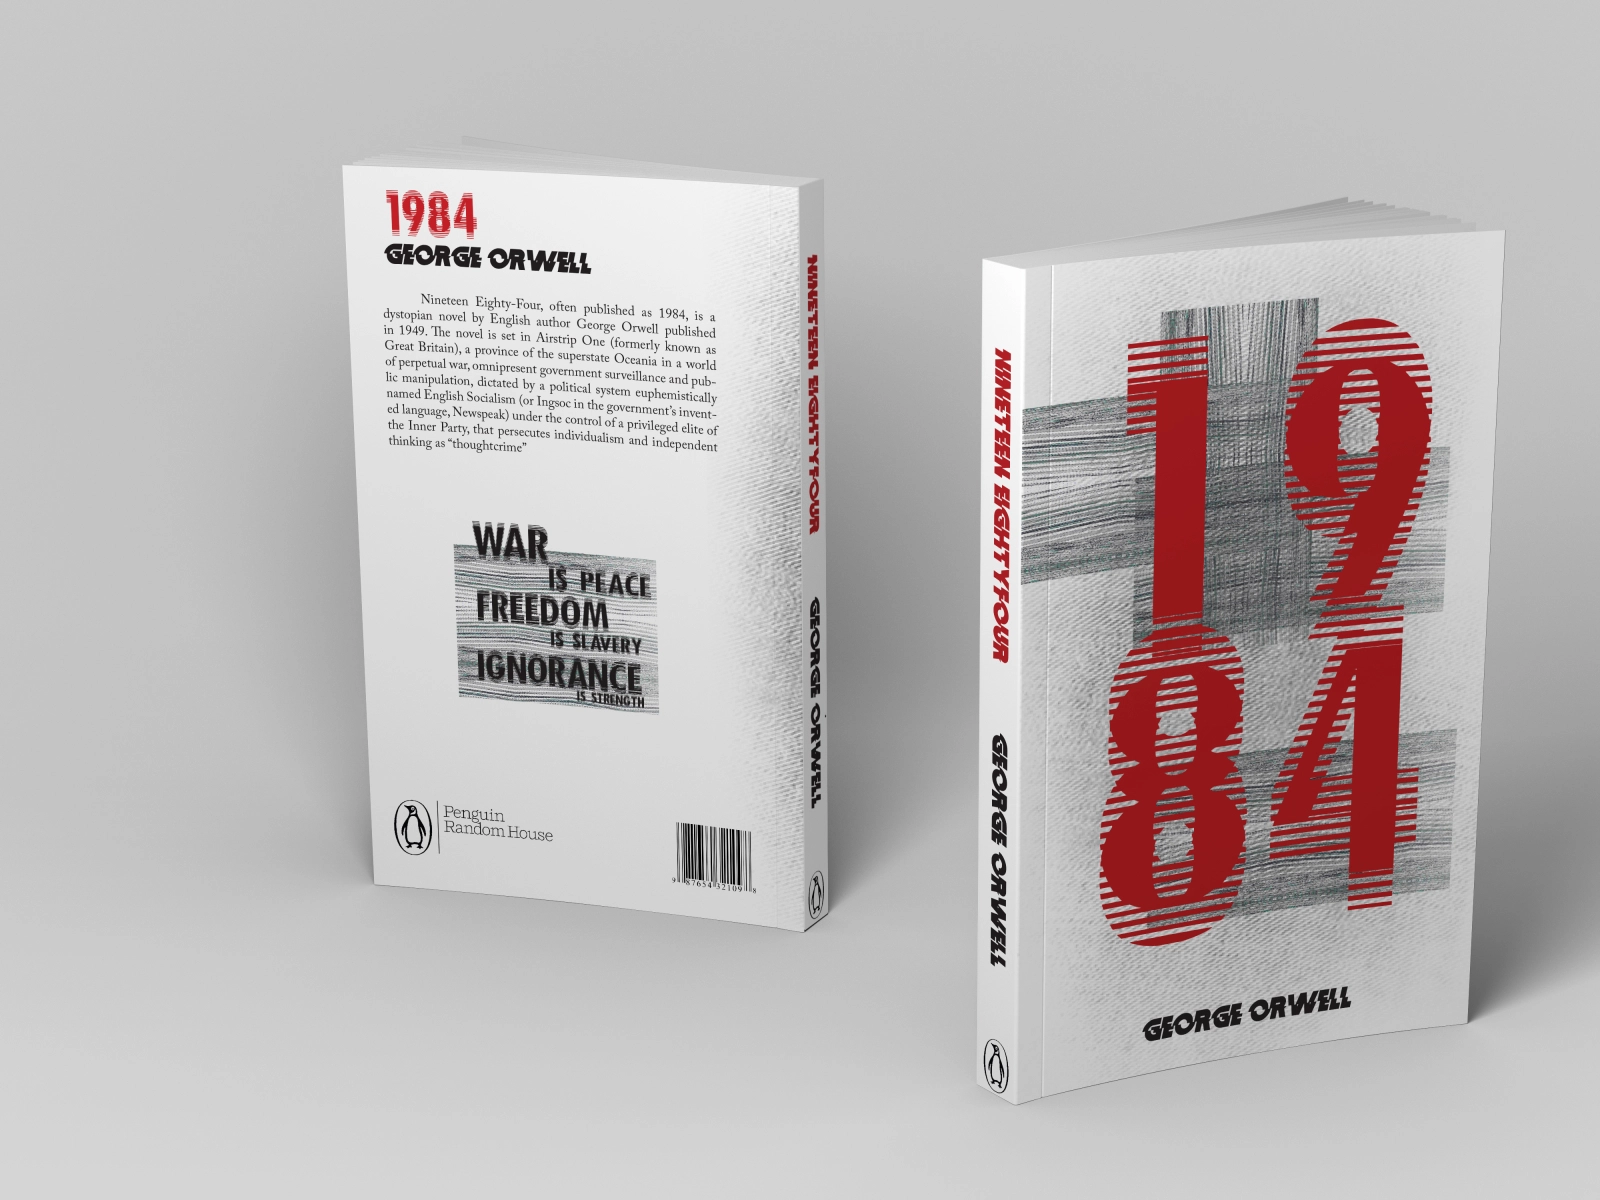 1984
GEORGE ORWELL
Nineteen Eighty-Four, often published as 1984, is a
dystopian novel by English author George Orwell published
in 1949. The novel is set in Airstrip One (formerly known as
Great Britain), a province of the superstate Oceania in a world
of perpetual war, omnipresent government surveillance and pub-
lic manipulation, dictated by a political system euphemistically
named English Socialism (or Ingsoc in the government's invent-
ed language, Newspeak) under the control of a privileged elite of
the Inner Party, that persecutes individualism and independent
thinking as "thoughtcrime"
WAR
IS PEACE
FREEDOM
IS SLAVERY
IGNORANCE
IS STRENGTH
Penguin
Random House
9 87654 32109 8
NINETEEN EIGHTYFOUR GEORGE ORWELL
NINETEEN EIGHTYFOUR GEORGE ORWELL
19
84
GEORGE ORWELL